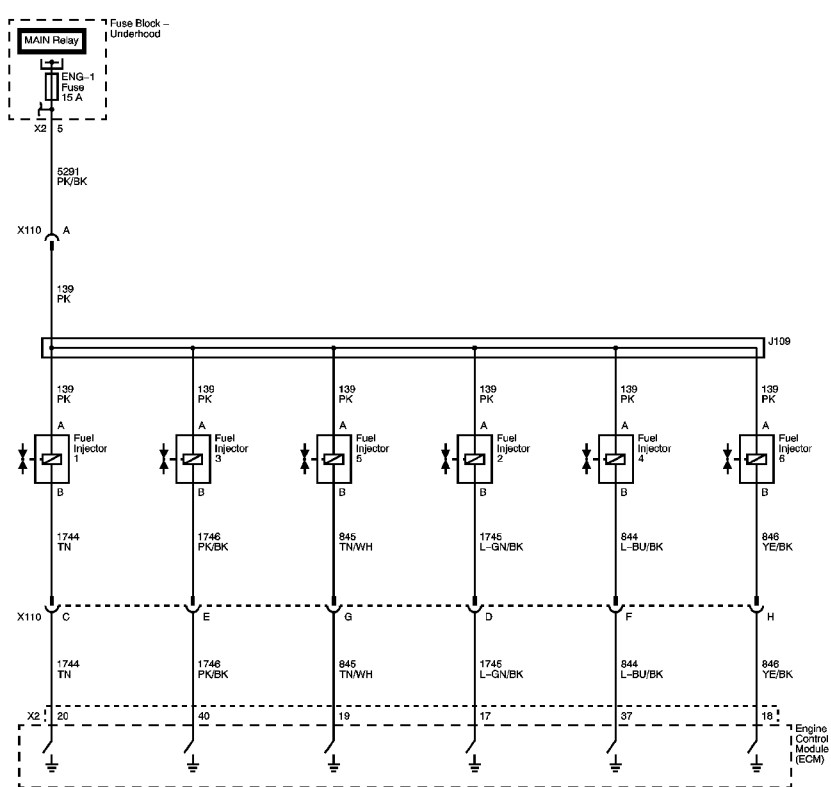 Fuse Block –
Underhood
MAIN Relay
ENG–1
Fuse
15 A
X2 5
5291
PK/BK
X110 A
139
PK
J109
139 139 139 139 139 139
PK PK PK PK PK PK
A A A A A A
Fuel Fuel Fuel Fuel Fuel Fuel
Injector Injector Injector Injector Injector Injector
1 3 5 2 4 6
B B B B B B
1744 1746 845 1745 844 846
TN PK/BK TN/WH L–GN/BK L–BU/BK YE/BK
X110 C E G D F H
1744 1746 845 1745 844 846
TN PK/BK TN/WH L–GN/BK L–BU/BK YE/BK
X2 20 40 19 17 37 18
Engine
Control
Module
(ECM)